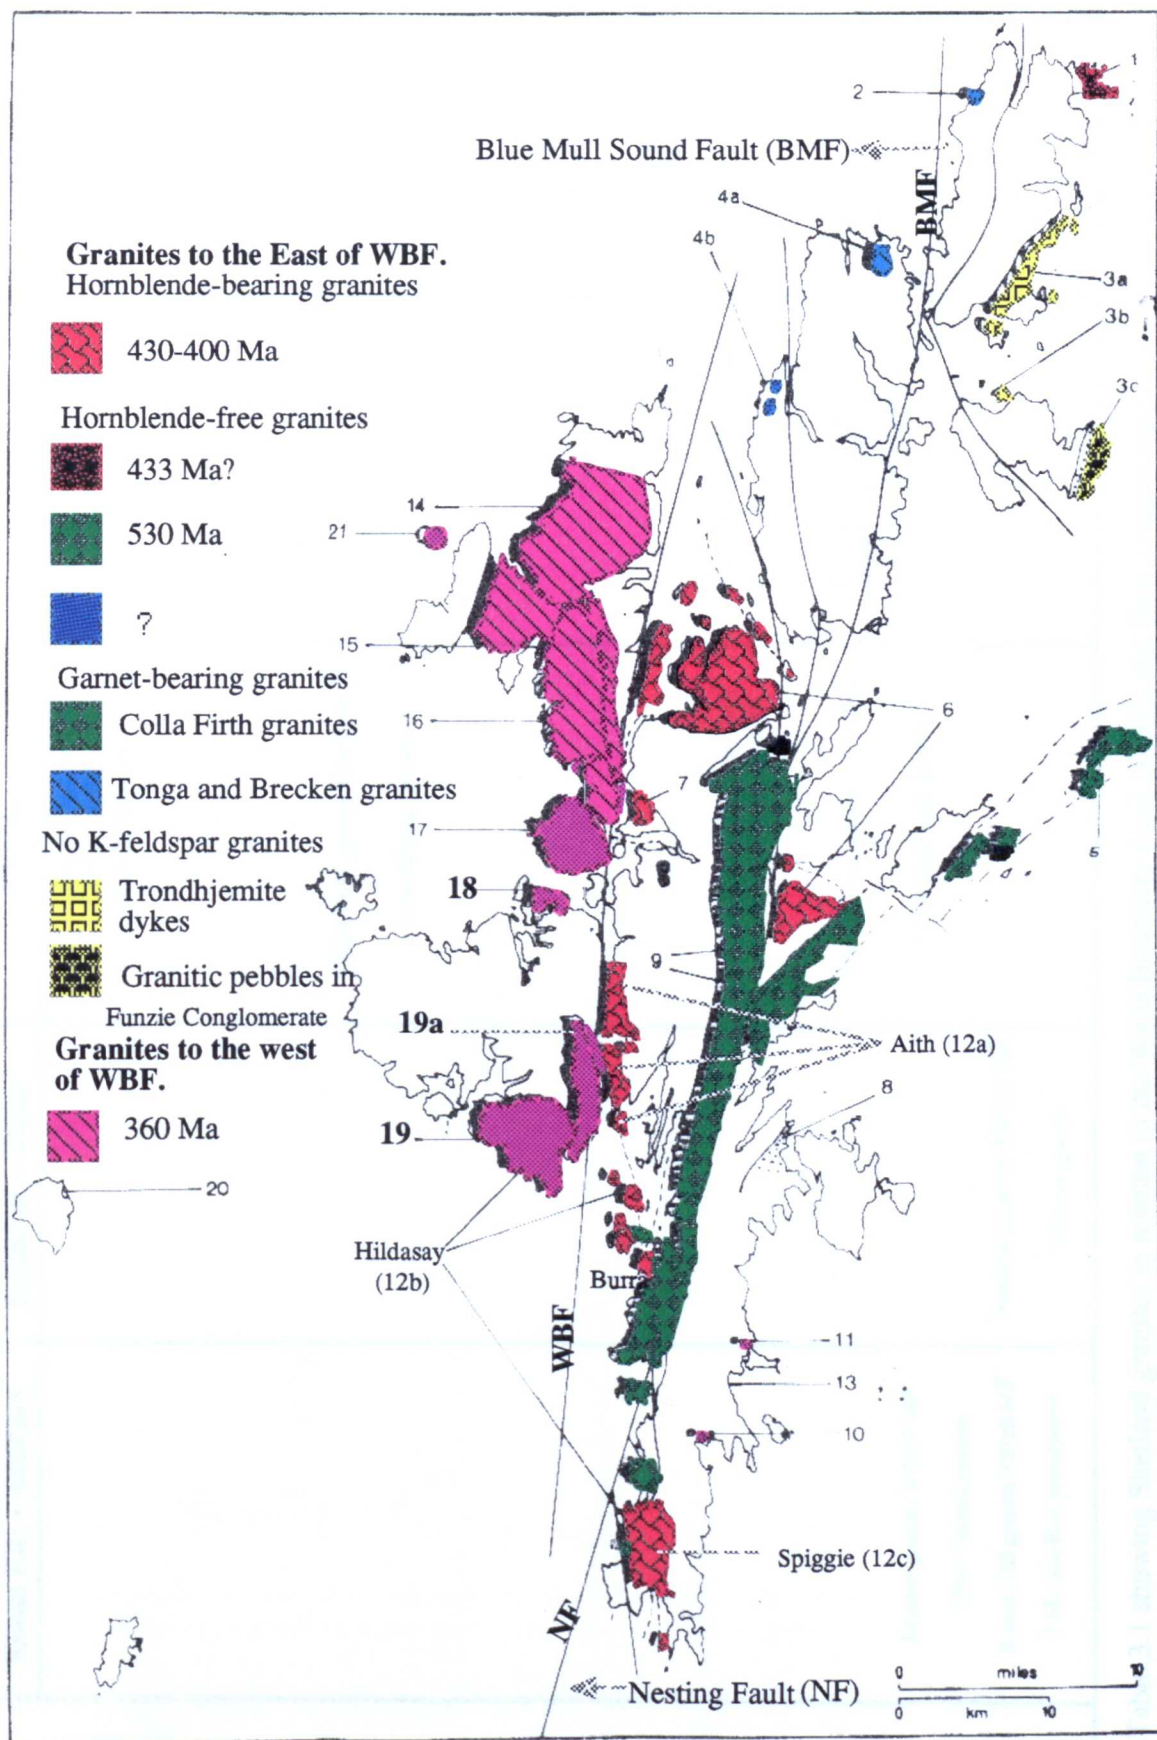 1
2
Blue Mull Sound Fault (BMF)
BMF
4a
4b
Granites to the East of WBF.
Hornblende-bearing granites
3a
3b
430-400 Ma
3c
Hornblende-free granites
433 Ma?
14
21
530 Ma
?
15
Garnet-bearing granites
16
6
Colla Firth granites
7
Tonga and Brecken granites
17
No K-feldspar granites
5
18
Trondhjemite
dykes
9
Granitic pebbles in
Funzie Conglomerate
19a
Aith (12a)
Granites to the west
of WBF.
8
360 Ma
19
20
Hildasay
(12b)
Burra
WBF
11
13
10
Spiggie (12c)
NF
Nesting Fault (NF)
0 miles 10
0 km 10